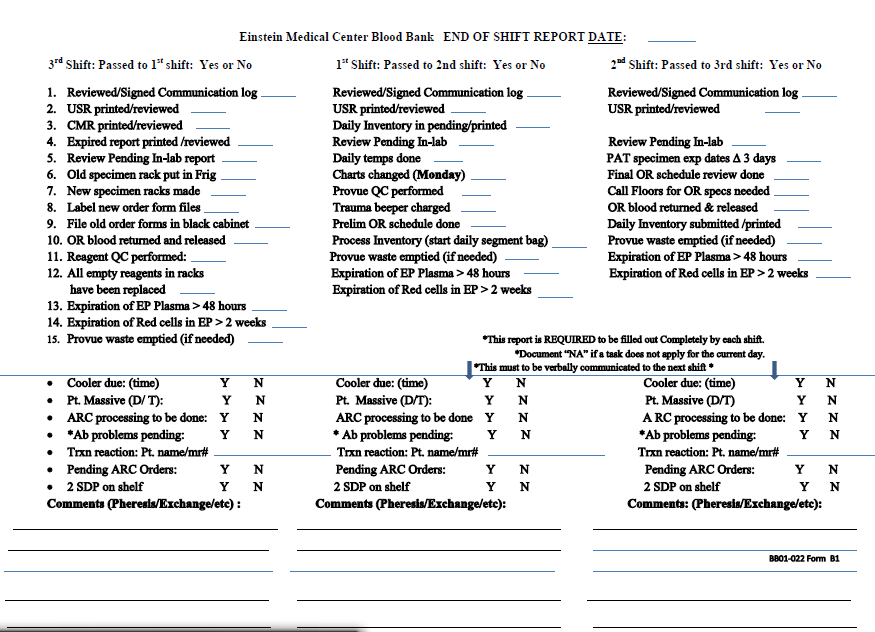 Einstein Medical Center Blood Bank END OF SHIFT REPORT DATE:
3rd Shift: Passed to 1st shift: Yes or No
1. Reviewed/Signed Communication log
2. USR printed/reviewed
3. CMR printed/reviewed
4. Expired report printed /reviewed
5. Review Pending In-lab report
6. Old specimen rack put in Frig
7. New specimen racks made
8. Label new order form files
9. File old order forms in black cabinet
10. OR blood returned and released
11. Reagent QC performed:
12. All empty reagents in racks
have been replaced
13. Expiration of EP Plasma > 48 hours
14. Expiration of Red cells in EP > 2 weeks
15. Provue waste emptied (if needed)
1st Shift: Passed to 2nd shift: Yes or No
Reviewed/Signed Communication log
USR printed/reviewed
Daily Inventory in pending/printed
Review Pending In-lab
Daily temps done
Charts changed (Monday)
Provue QC performed
Trauma beeper charged
Prelim OR schedule done
Process Inventory (start daily segment bag)
Provue waste emptied (if needed)
Expiration of EP Plasma > 48 hours
Expiration of Red cells in EP > 2 weeks
2nd Shift: Passed to 3rd shift: Yes or No
Reviewed/Signed Communication log
USR printed/reviewed
Review Pending In-lab
PAT specimen exp dates Δ 3 days
Final OR schedule review done
Call Floors for OR specs needed
OR blood returned & released
Daily Inventory submitted /printed
Provue waste emptied (if needed)
Expiration of EP Plasma > 48 hours
Expiration of Red cells in EP > 2 weeks
*This report is REQUIRED to be filled out Completely by each shift.
*Document “NA” if a task does not apply for the current day.
*This must to be verbally communicated to the next shift *
• Cooler due: (time) Y N
• Pt. Massive (D/ T): Y N
• ARC processing to be done: Y N
• *Ab problems pending: Y N
• Trxn reaction: Pt. name/mr#
• Pending ARC Orders: Y N
• 2 SDP on shelf Y N
Comments (Pheresis/Exchange/etc) :
Cooler due: (time) Y N
Pt. Massive (D/T): Y N
ARC processing to be done Y N
* Ab problems pending: Y N
Trxn reaction: Pt. name/mr#
Pending ARC Orders: Y N
2 SDP on shelf Y N
Comments (Pheresis/Exchange/etc):
Cooler due: (time) Y N
Pt. Massive (D/T) Y N
A RC processing to be done: Y N
*Ab problems pending: Y N
Trxn reaction: Pt. name/mr#
Pending ARC Orders: Y N
2 SDP on shelf Y N
Comments: (Pheresis/Exchange/etc):
BB01-022 Form B1